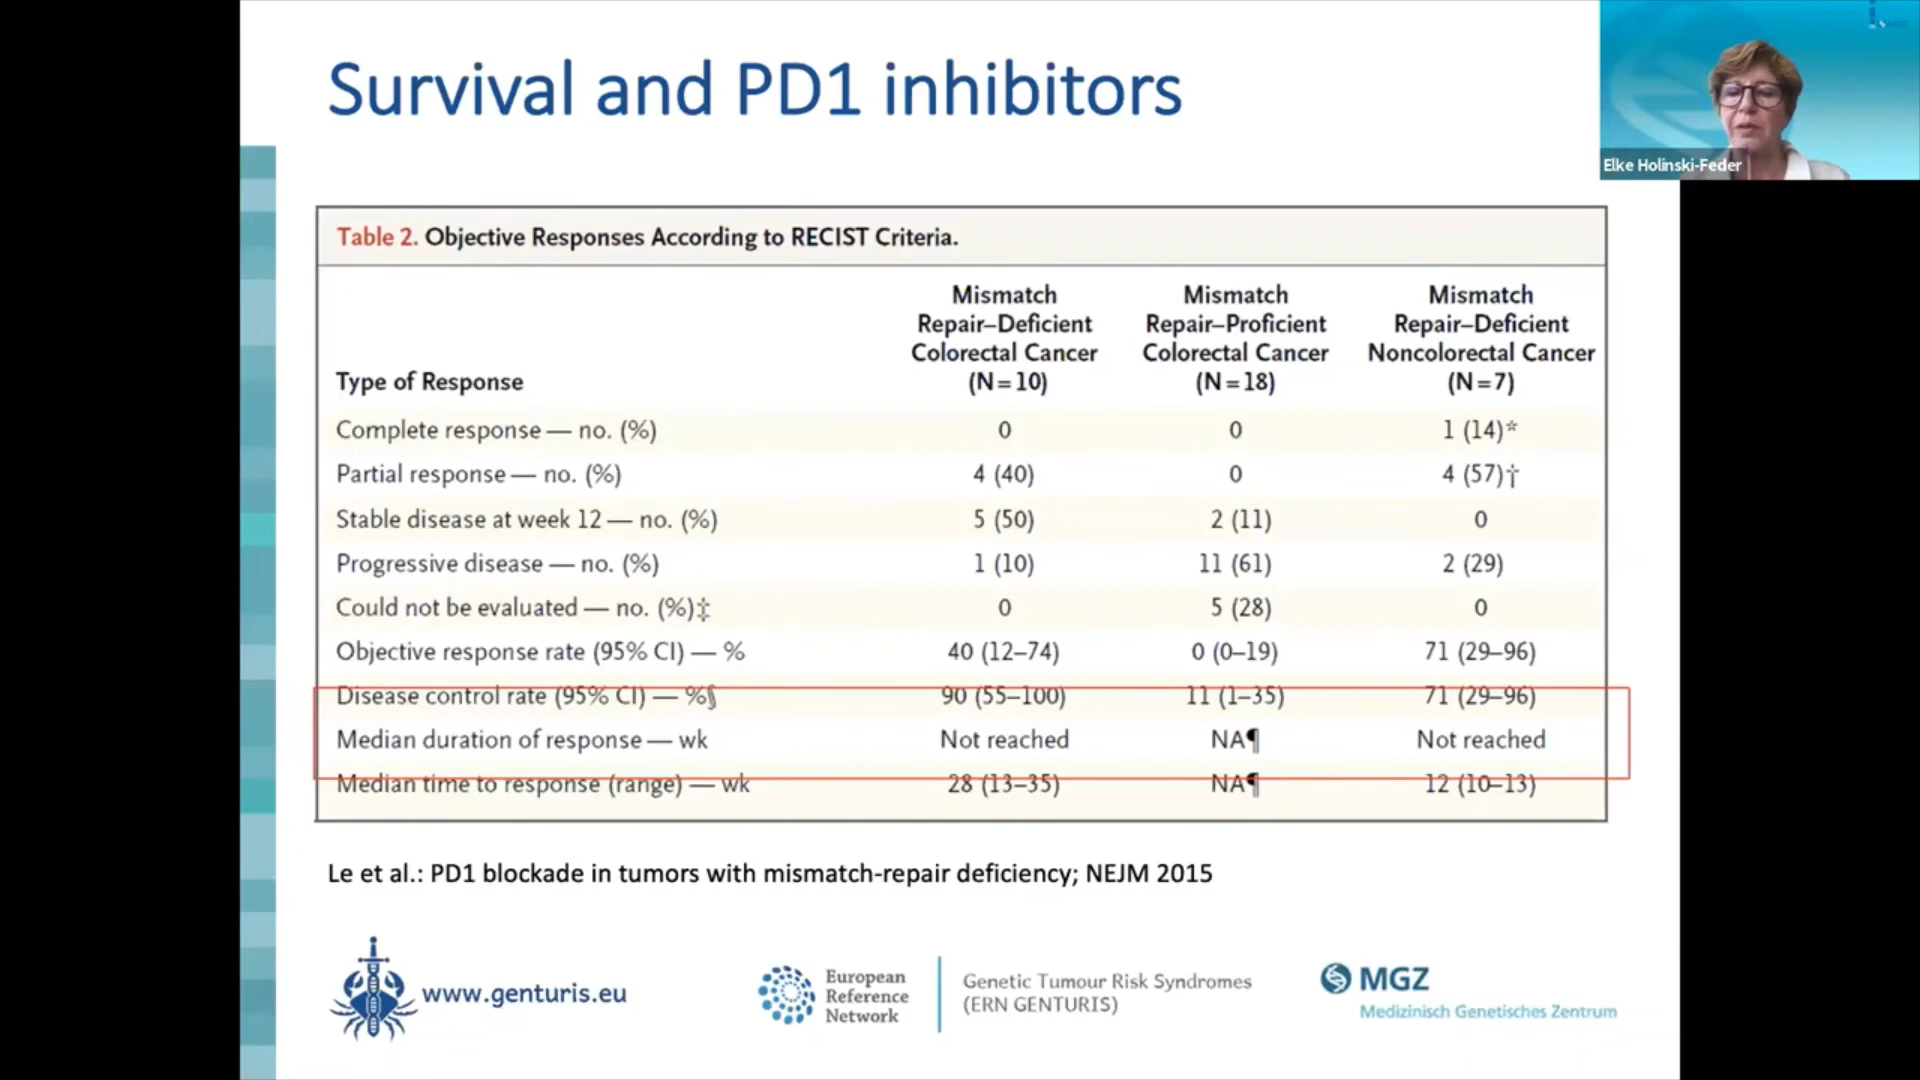 Survival and PD1 inhibitors
Elke Holinski-Feder
Table 2. Objective Responses According to RECIST Criteria.
Type of Response
Mismatch
Repair–Deficient
Colorectal Cancer
(N=10)
Mismatch
Repair–Proficient
Colorectal Cancer
(N=18)
Mismatch
Repair–Deficient
Noncolorectal Cancer
(N=7)
Complete response — no. (%) 0 0 1 (14)*
Partial response — no. (%) 4 (40) 0 4 (57)†
Stable disease at week 12 — no. (%) 5 (50) 2 (11) 0
Progressive disease — no. (%) 1 (10) 11 (61) 2 (29)
Could not be evaluated — no. (%)‡ 0 5 (28) 0
Objective response rate (95% CI) — % 40 (12–74) 0 (0–19) 71 (29–96)
Disease control rate (95% CI) — %§ 90 (55–100) 11 (1–35) 71 (29–96)
Median duration of response — wk Not reached NA¶ Not reached
Median time to response (range) — wk 28 (13–35) NA¶ 12 (10–13)
Le et al.: PD1 blockade in tumors with mismatch-repair deficiency; NEJM 2015
www.genturis.eu
European
Reference
Network
Genetic Tumour Risk Syndromes
(ERN GENTURIS)
MGZ
Medizinisch Genetisches Zentrum